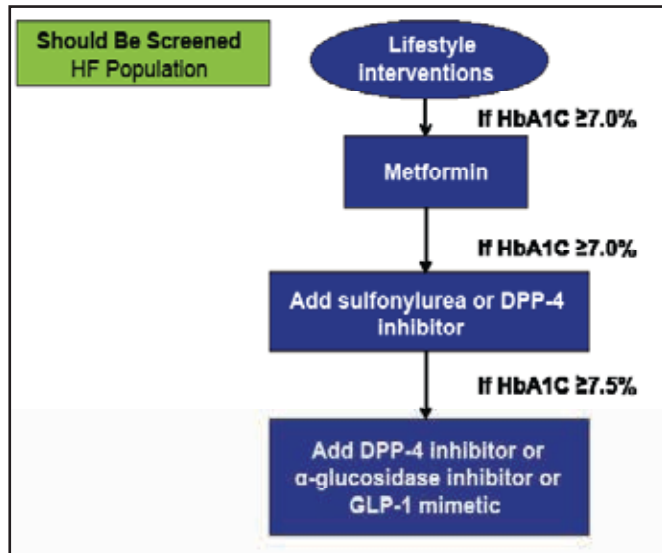 Should Be Screened
HF Population
Lifestyle
interventions
If HbA1C ≥7.0%
Metformin
If HbA1C ≥7.0%
Add sulfonylurea or DPP-4
inhibitor
If HbA1C ≥7.5%
Add DPP-4 inhibitor or
α-glucosidase inhibitor or
GLP-1 mimetic